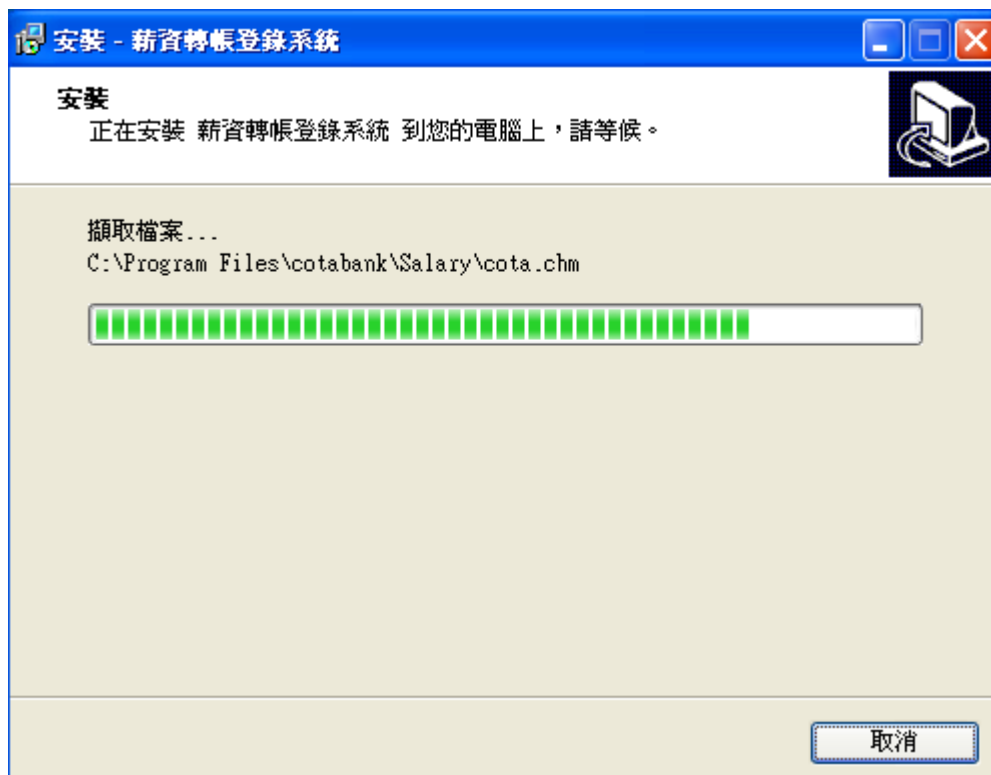 安裝 - 薪資轉帳登錄系統
安裝
正在安裝 薪資轉帳登錄系統 到您的電腦上，請等候。
擷取檔案...
C:\Program Files\cotabank\Salary\cota.chm
取消